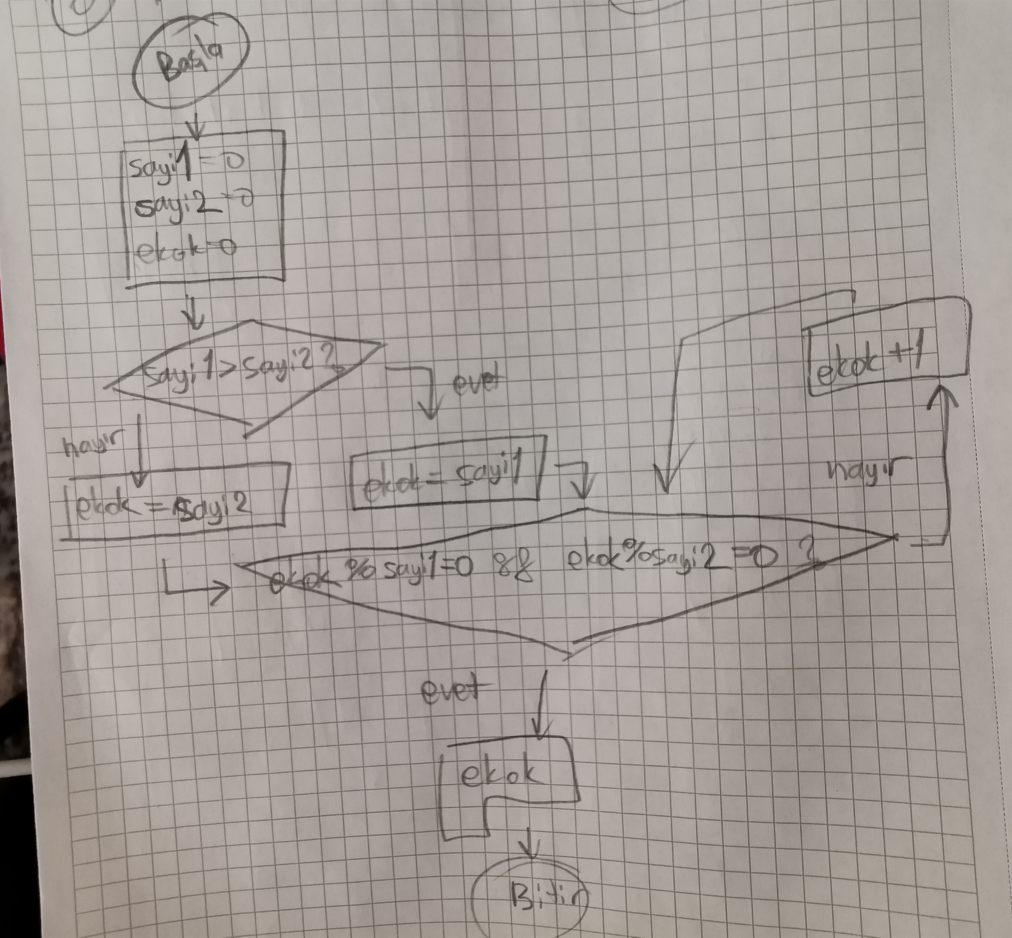 Başla
sayi1=0
sayi2=0
ekok=0
sayi1>sayi2?
evet
hayır
ekok=sayi1
ekok=sayi2
ekok+1
hayır
ekok%sayi1=0 && ekok%sayi2=0 ?
evet
ekok
Bitir